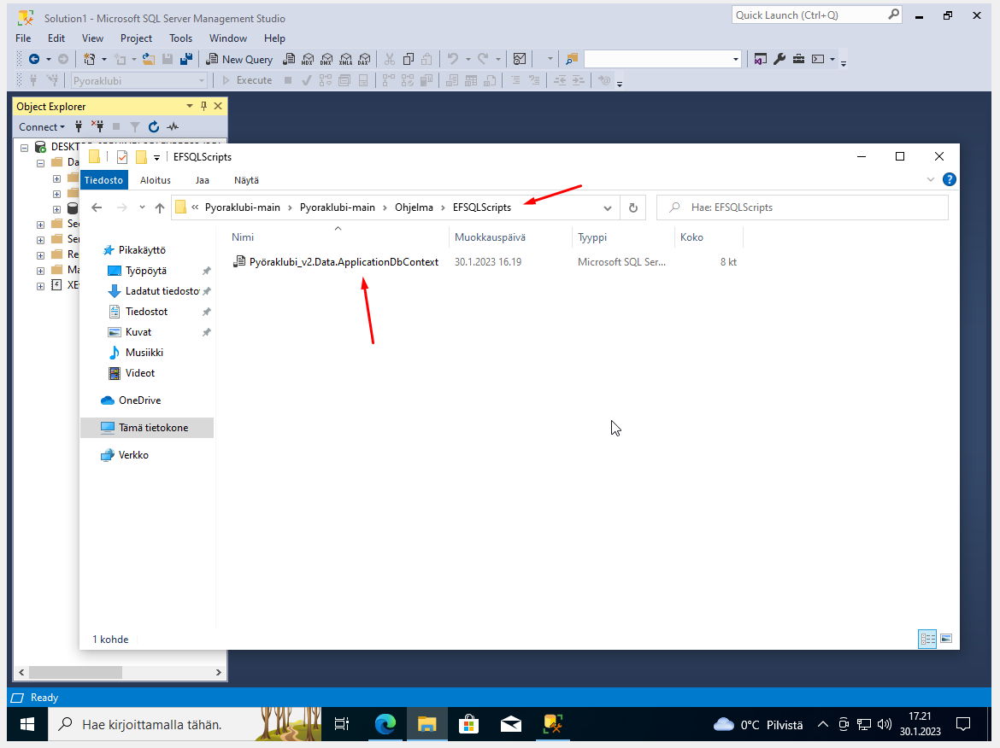 Solution1 - Microsoft SQL Server Management Studio
Quick Launch (Ctrl+Q)
File Edit View Project Tools Window Help
New Query
MDX DMX XMLA DAX
Pyoraklubi
Execute
Object Explorer
Connect
EFSQLScripts
Tiedosto Aloitus Jaa Näytä
« Pyoraklubi-main › Pyoraklubi-main › Ohjelma › EFSQLScripts
Hae: EFSQLScripts
Nimi Muokkauspäivä Tyyppi Koko
Pyöraklubi_v2.Data.ApplicationDbContext 30.1.2023 16.19 Microsoft SQL Ser... 8 kt
Da
Sec
Ser
Re
Ma
XE
Pikakäyttö
Työpöytä
Ladatut tiedosto
Tiedostot
Kuvat
Musiikki
Videot
OneDrive
Tämä tietokone
Verkko
1 kohde
Ready
Hae kirjoittamalla tähän.
0°C Pilvistä
17.21
30.1.2023